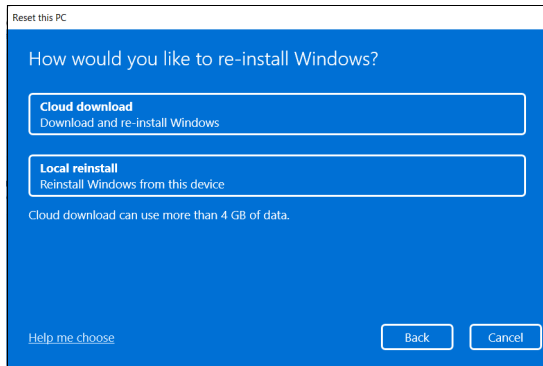 Reset this PC
How would you like to re-install Windows?
Cloud download
Download and re-install Windows
Local reinstall
Reinstall Windows from this device
Cloud download can use more than 4 GB of data.
Help me choose
Back
Cancel